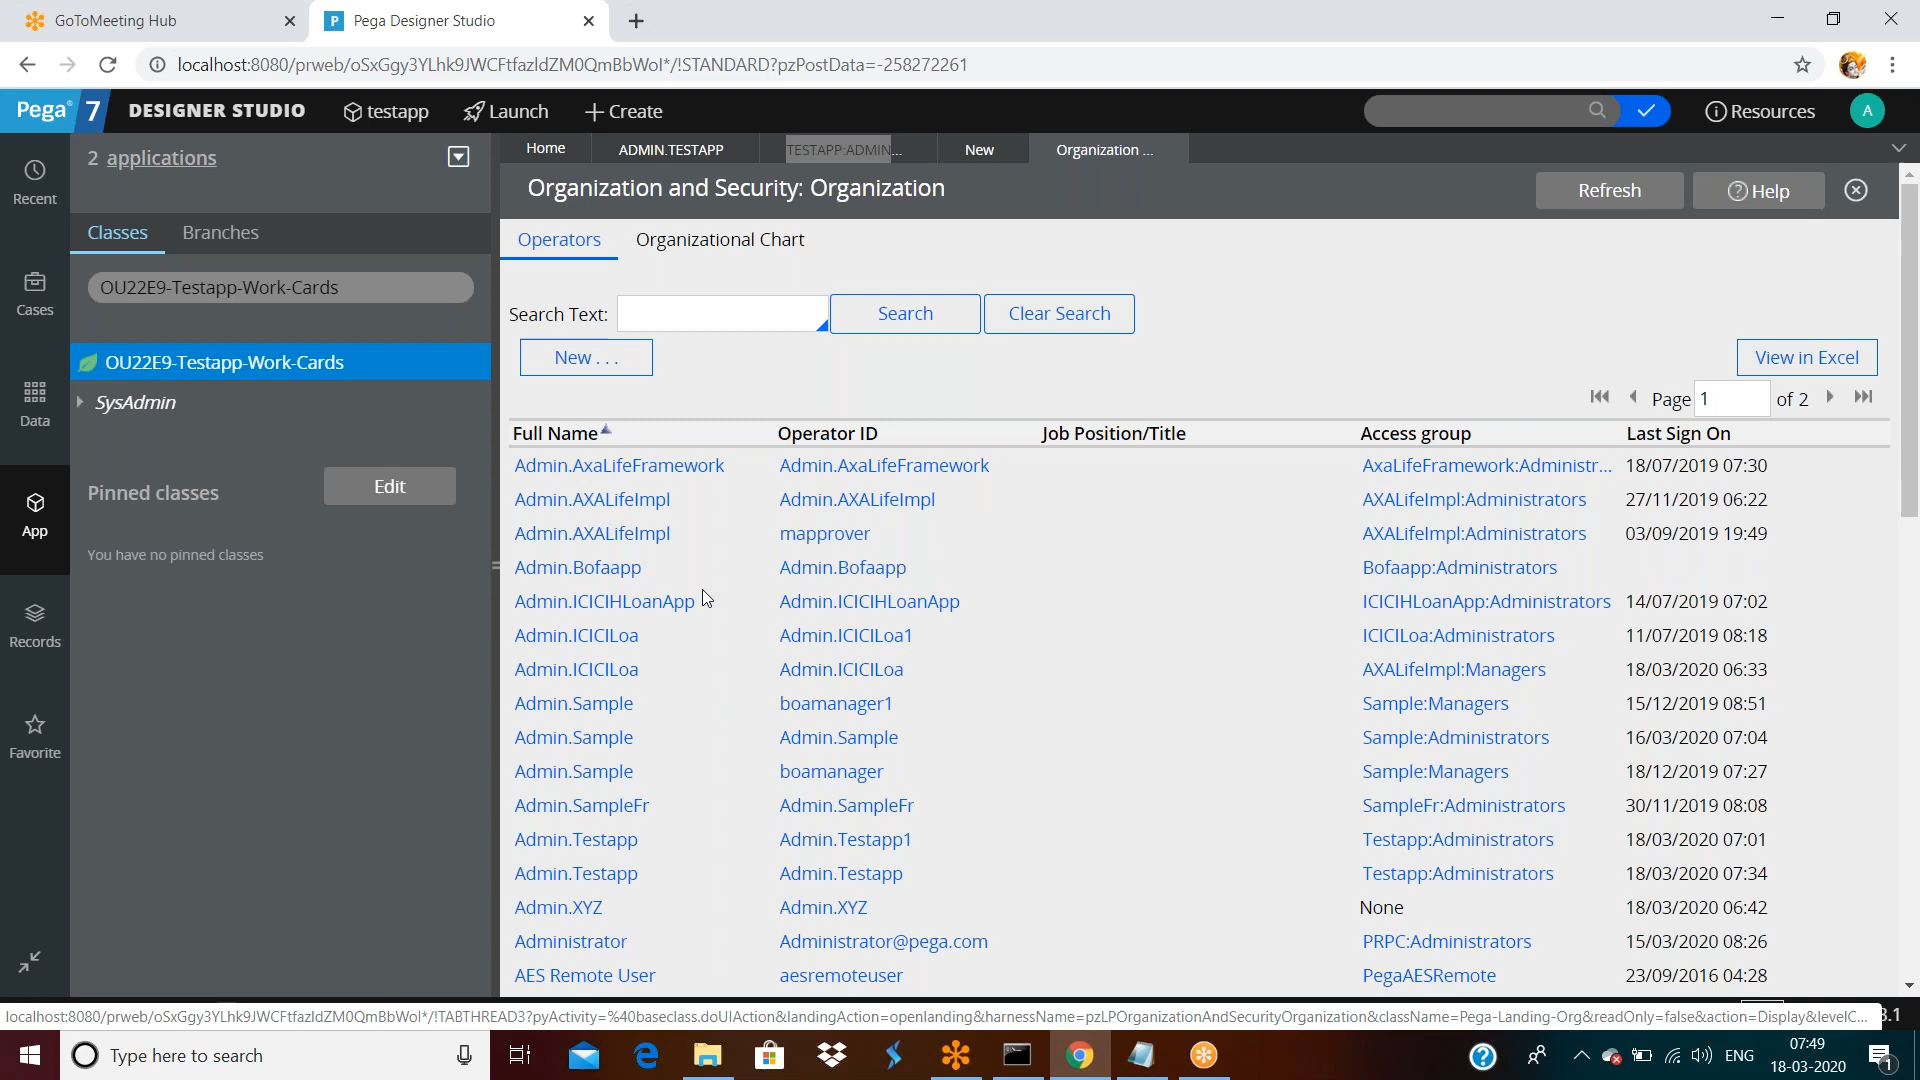 GoToMeeting Hub
Pega Designer Studio
localhost:8080/prweb/oSxGgy3YLhk9JWCFtfazldZM0QmBbWoI*/!STANDARD?pzPostData=-258272261
Pega 7 DESIGNER STUDIO testapp Launch Create Resources A
2 applications
Home ADMIN.TESTAPP TESTAPP:ADMIN... New Organization ...
Organization and Security: Organization Refresh Help
Recent
Cases
Data
App
Records
Favorite
Classes Branches
OU22E9-Testapp-Work-Cards
OU22E9-Testapp-Work-Cards
SysAdmin
Pinned classes Edit
You have no pinned classes
Operators Organizational Chart
Search Text: Search Clear Search
New . . . View in Excel
Page 1 of 2
Full Name Operator ID Job Position/Title Access group Last Sign On
Admin.AxaLifeFramework Admin.AxaLifeFramework AxaLifeFramework:Administr... 18/07/2019 07:30
Admin.AXALifeImpl Admin.AXALifeImpl AXALifeImpl:Administrators 27/11/2019 06:22
Admin.AXALifeImpl mapprover AXALifeImpl:Administrators 03/09/2019 19:49
Admin.Bofaapp Admin.Bofaapp Bofaapp:Administrators
Admin.ICICIHLoanApp Admin.ICICIHLoanApp ICICIHLoanApp:Administrators 14/07/2019 07:02
Admin.ICICILoa Admin.ICICILoa1 ICICILoa:Administrators 11/07/2019 08:18
Admin.ICICILoa Admin.ICICILoa AXALifeImpl:Managers 18/03/2020 06:33
Admin.Sample boamanager1 Sample:Managers 15/12/2019 08:51
Admin.Sample Admin.Sample Sample:Administrators 16/03/2020 07:04
Admin.Sample boamanager Sample:Managers 18/12/2019 07:27
Admin.SampleFr Admin.SampleFr SampleFr:Administrators 30/11/2019 08:08
Admin.Testapp Admin.Testapp1 Testapp:Administrators 18/03/2020 07:01
Admin.Testapp Admin.Testapp Testapp:Administrators 18/03/2020 07:34
Admin.XYZ Admin.XYZ None 18/03/2020 06:42
Administrator Administrator@pega.com PRPC:Administrators 15/03/2020 08:26
AES Remote User aesremoteuser PegaAESRemote 23/09/2016 04:28
localhost:8080/prweb/oSxGgy3YLhk9JWCFtfazldZM0QmBbWoI*/!TABTHREAD3?pyActivity=%40baseclass.doUIAction&landingAction=openlanding&harnessName=pzLPOrganizationAndSecurityOrganization&className=Pega-Landing-Org&readOnly=false&action=Display&levelC... 3.1
Type here to search ENG 07:49
18-03-2020 1